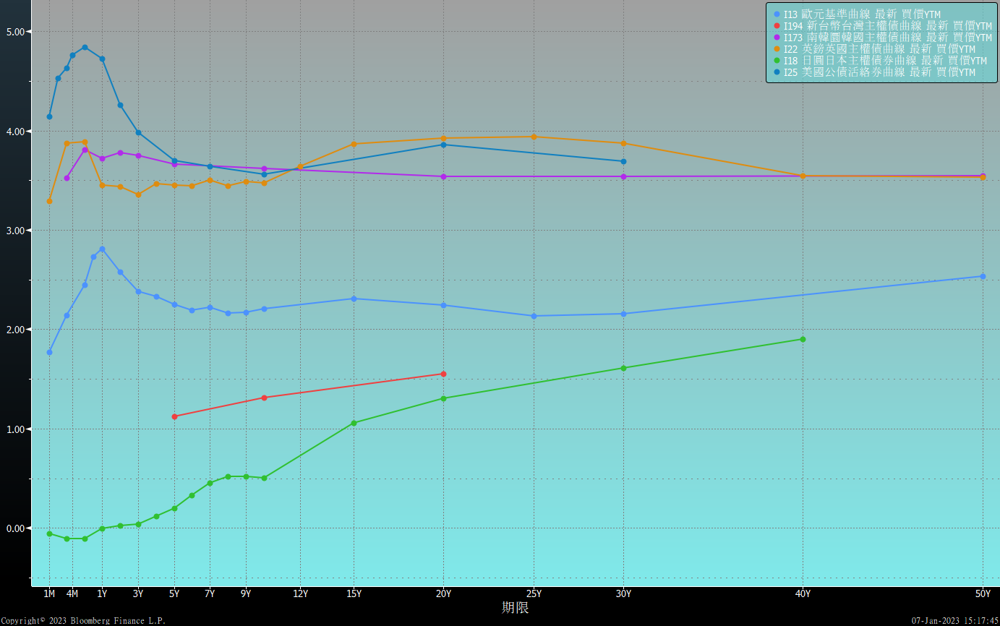 I13 歐元基準曲線 最新 買價YTM
I194 新台幣台灣主權債曲線 最新 買價YTM
I173 南韓圜韓國主權債曲線 最新 買價YTM
I22 英鎊英國主權債曲線 最新 買價YTM
I18 日圓日本主權債券曲線 最新 買價YTM
I25 美國公債活絡券曲線 最新 買價YTM
5.00
4.00
3.00
2.00
1.00
0.00
1M 4M 1Y 3Y 5Y 7Y 9Y 12Y 15Y 20Y 25Y 30Y 40Y 50Y
期限
Copyright© 2023 Bloomberg Finance L.P. 07-Jan-2023 15:17:45